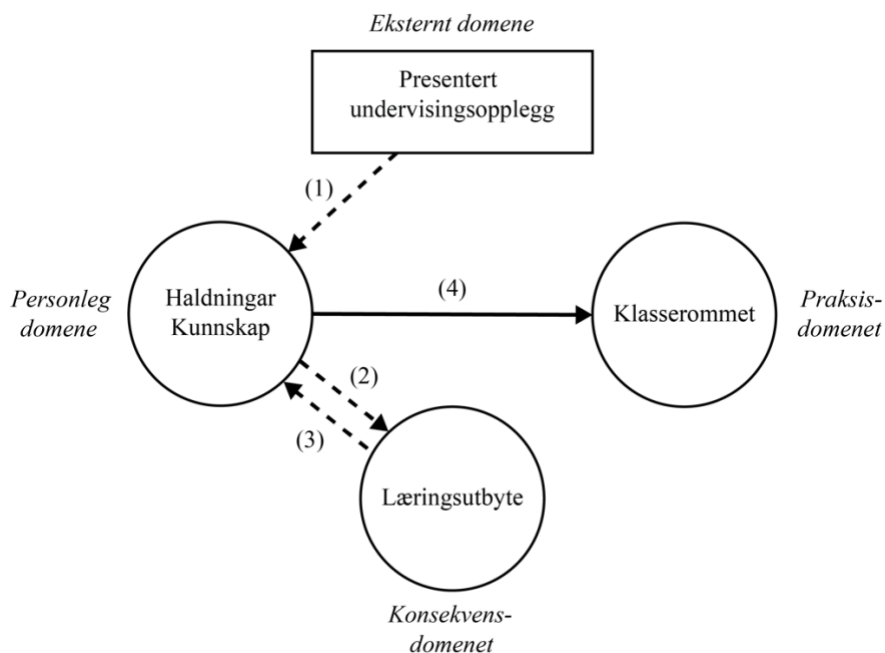 Eksternt domene
Presentert
undervisingsopplegg
(1)
Personleg
domene
Haldningar
Kunnskap
(4)
Klasserommet
Praksis-
domenet
(2)
(3)
Læringsutbyte
Konsekvens-
domenet